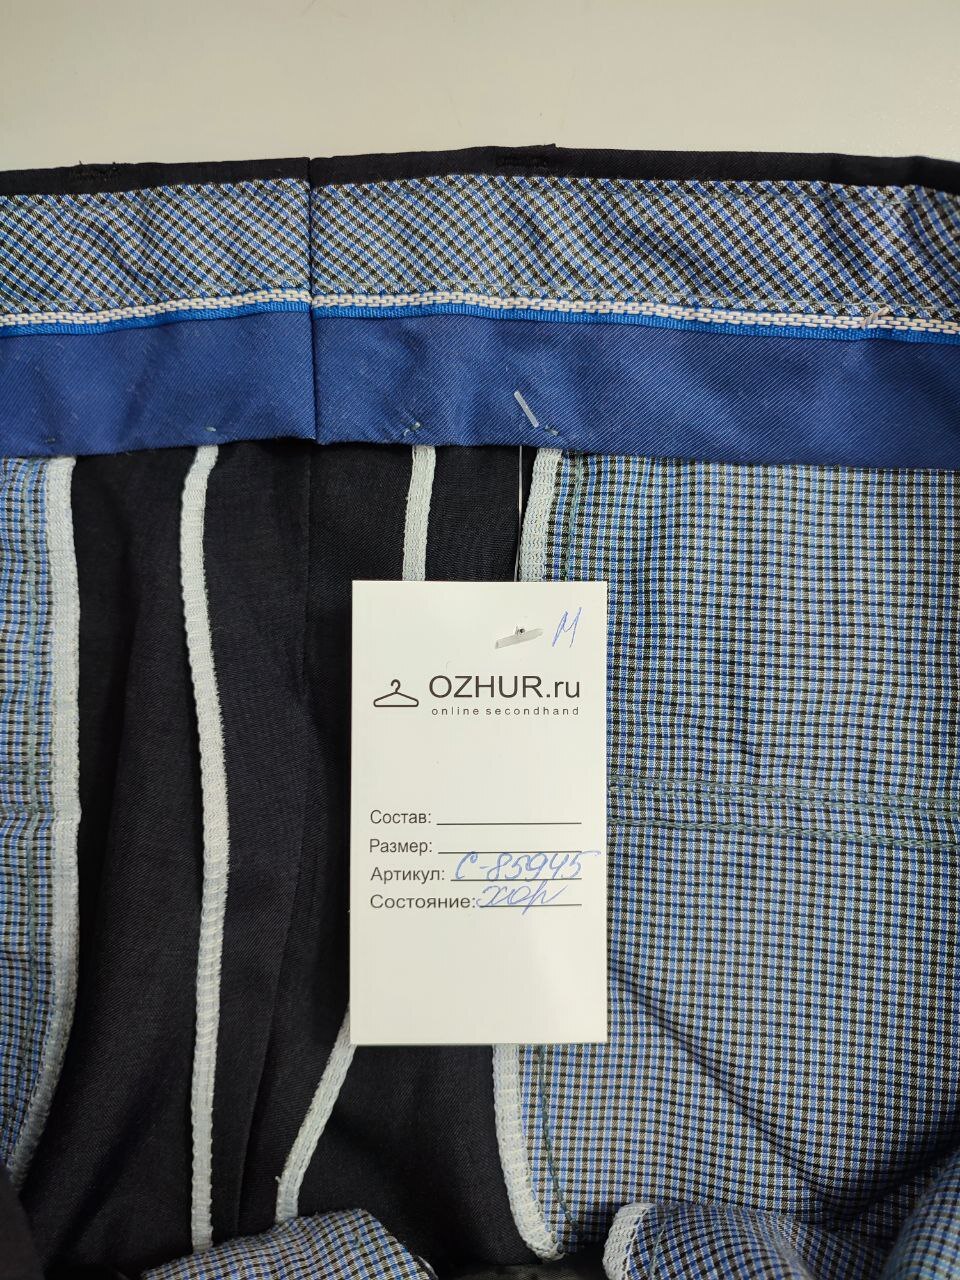 М
OZHUR.ru
online secondhand
Состав:
Размер:
Артикул: С-85945
Состояние: хор